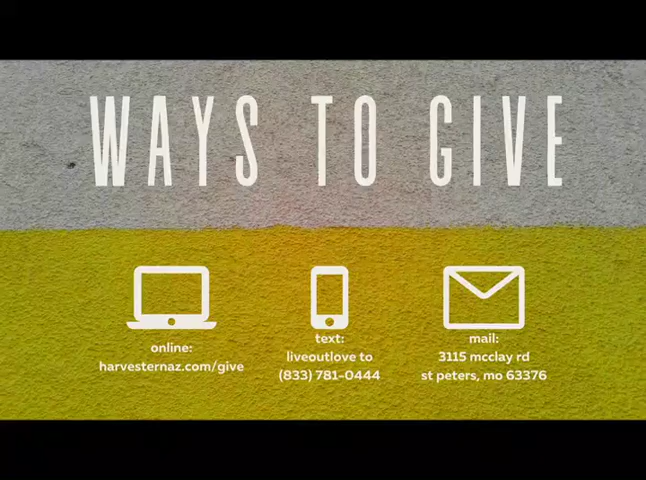 WAYS TO GIVE
online:
harvesternaz.com/give
text:
liveoutlove to
(833) 781-0444
mail:
3115 mcclay rd
st peters, mo 63376